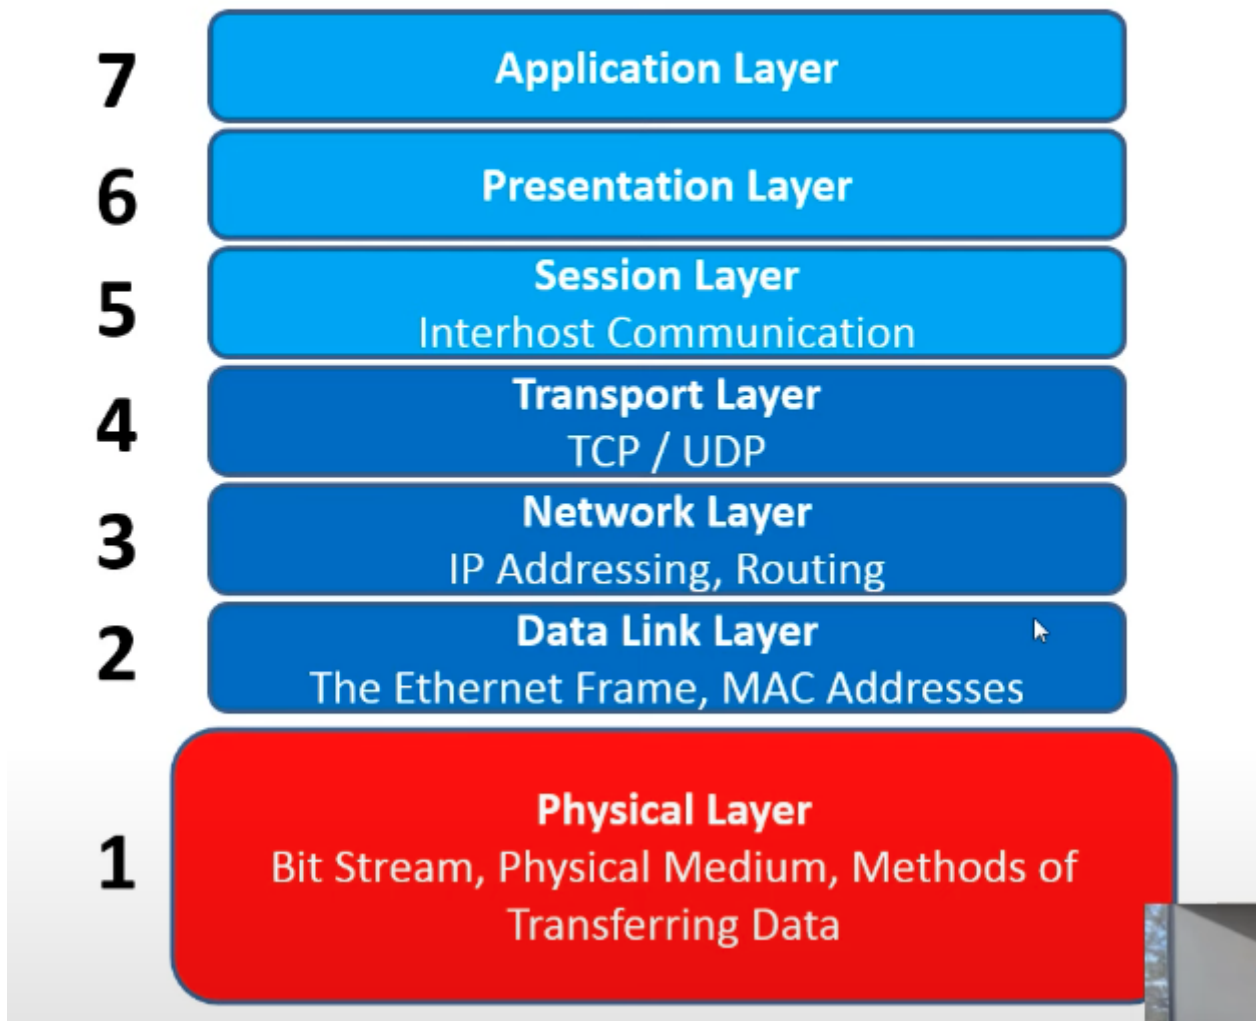 7
Application Layer
6
Presentation Layer
5
Session Layer
Interhost Communication
4
Transport Layer
TCP / UDP
3
Network Layer
IP Addressing, Routing
2
Data Link Layer
The Ethernet Frame, MAC Addresses
1
Physical Layer
Bit Stream, Physical Medium, Methods of
Transferring Data